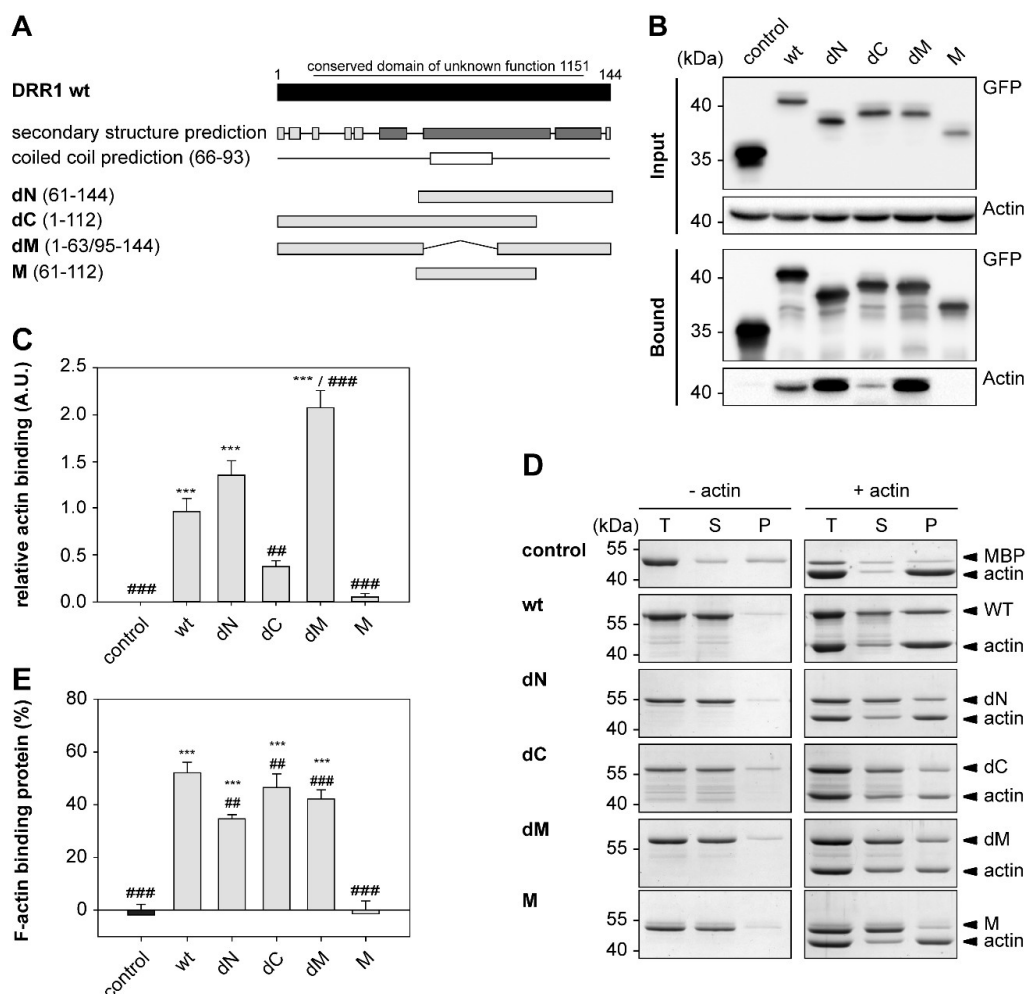 A
1
conserved domain of unknown function 1151
144
DRR1 wt
secondary structure prediction
coiled coil prediction (66-93)
dN (61-144)
dC (1-112)
dM (1-63/95-144)
M (61-112)
B
(kDa)
control
wt
dN
dC
dM
M
Input
40
35
GFP
40
Actin
Bound
40
35
GFP
40
Actin
C
relative actin binding (A.U.)
2.5
2.0
1.5
1.0
0.5
0.0
###
***
***
##
*** / ###
###
control
wt
dN
dC
dM
M
D
- actin
+ actin
(kDa)
T
S
P
T
S
P
control
55
40
MBP
actin
wt
55
40
WT
actin
dN
55
40
dN
actin
dC
55
40
dC
actin
dM
55
dM
actin
M
55
40
M
actin
E
F-actin binding protein (%)
80
60
40
20
0
###
***
***
##
***
##
***
###
###
control
wt
dN
dC
dM
M